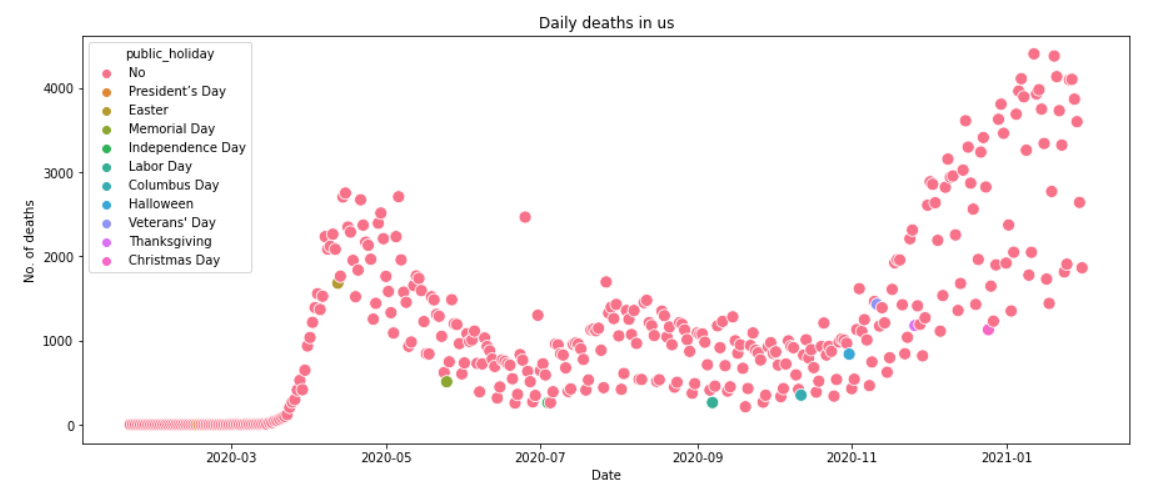 Daily deaths in us
public_holiday
No
President’s Day
Easter
Memorial Day
Independence Day
Labor Day
Columbus Day
Halloween
Veterans' Day
Thanksgiving
Christmas Day
No. of deaths
4000
3000
2000
1000
0
2020-03 2020-05 2020-07 2020-09 2020-11 2021-01
Date